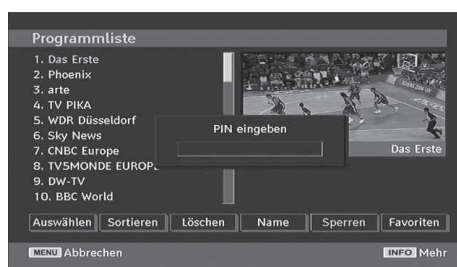 Programmliste
1. Das Erste
2. Phoenix
3. arte
4. TV PIKA
5. WDR Düsseldorf
6. Sky News
7. CNBC Europe
8. TV5MONDE EUROPE
9. DW-TV
10. BBC World
PIN eingeben
Das Erste
Auswählen Sortieren Löschen Name Sperren Favoriten
MENU Abbrechen INFO Mehr